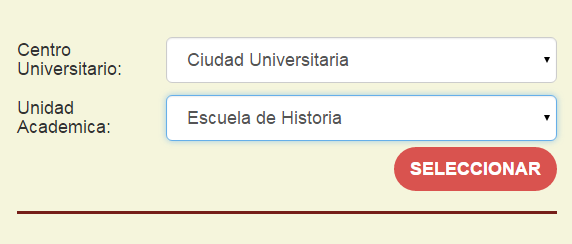 Centro
Universitario:
Ciudad Universitaria
Unidad
Academica:
Escuela de Historia
SELECCIONAR